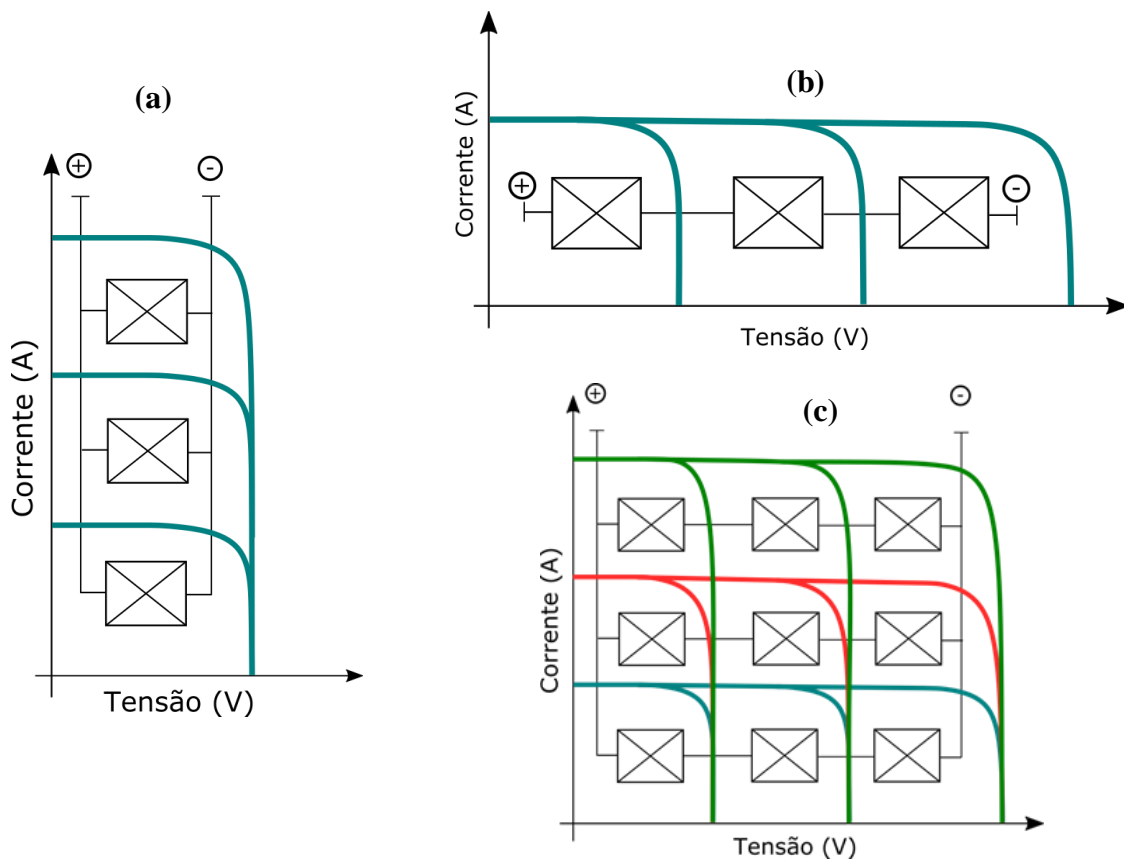 (a)
+
-
Corrente (A)
Tensão (V)
(b)
Corrente (A)
+
-
Tensão (V)
(c)
+
-
Corrente (A)
Tensão (V)